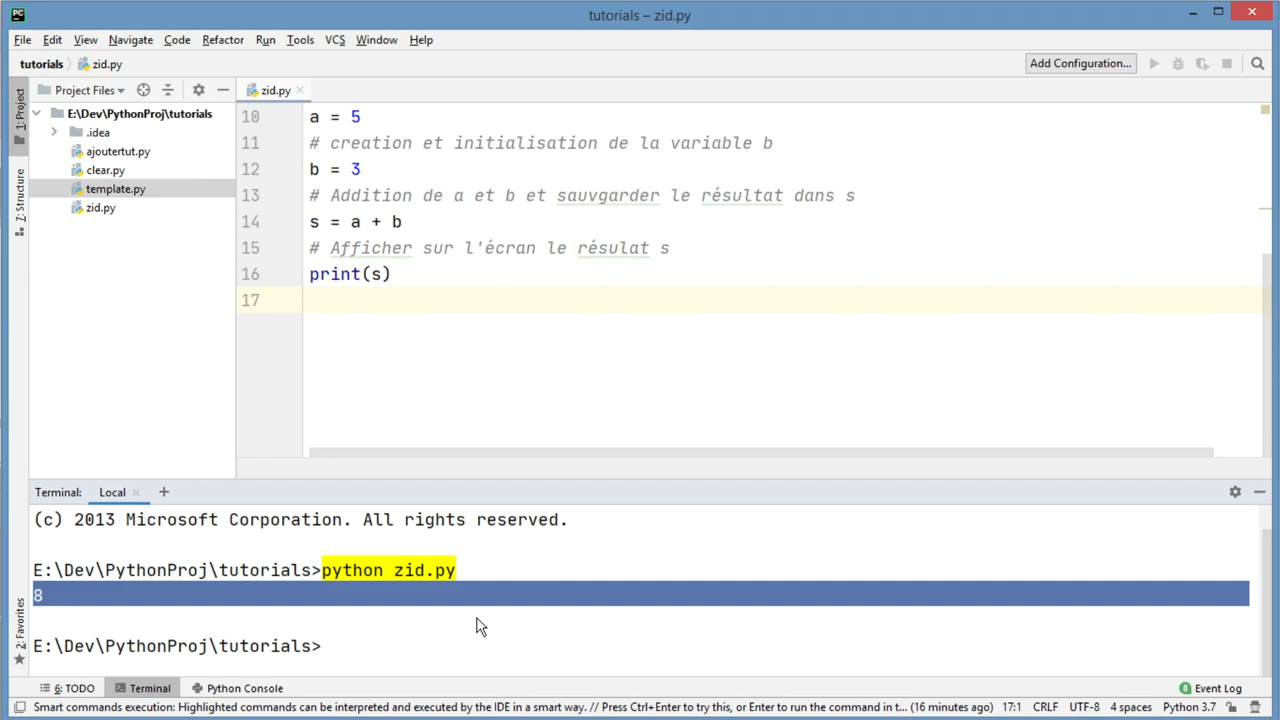 PC
tutorials – zid.py
File Edit View Navigate Code Refactor Run Tools VCS Window Help
tutorials zid.py Add Configuration...
1: Project
Project Files
zid.py
E:\Dev\PythonProj\tutorials
.idea
ajoutertut.py
clear.py
template.py
zid.py
7: Structure
10 a = 5
11 # creation et initialisation de la variable b
12 b = 3
13 # Addition de a et b et sauvgarder le résultat dans s
14 s = a + b
15 # Afficher sur l'écran le résulat s
16 print(s)
17
Terminal: Local
(c) 2013 Microsoft Corporation. All rights reserved.
E:\Dev\PythonProj\tutorials>python zid.py
8
E:\Dev\PythonProj\tutorials>
2: Favorites
6: TODO Terminal Python Console 8 Event Log
Smart commands execution: Highlighted commands can be interpreted and executed by the IDE in a smart way. // Press Ctrl+Enter to try this, or Enter to run the command in t... (16 minutes ago) 17:1 CRLF UTF-8 4 spaces Python 3.7